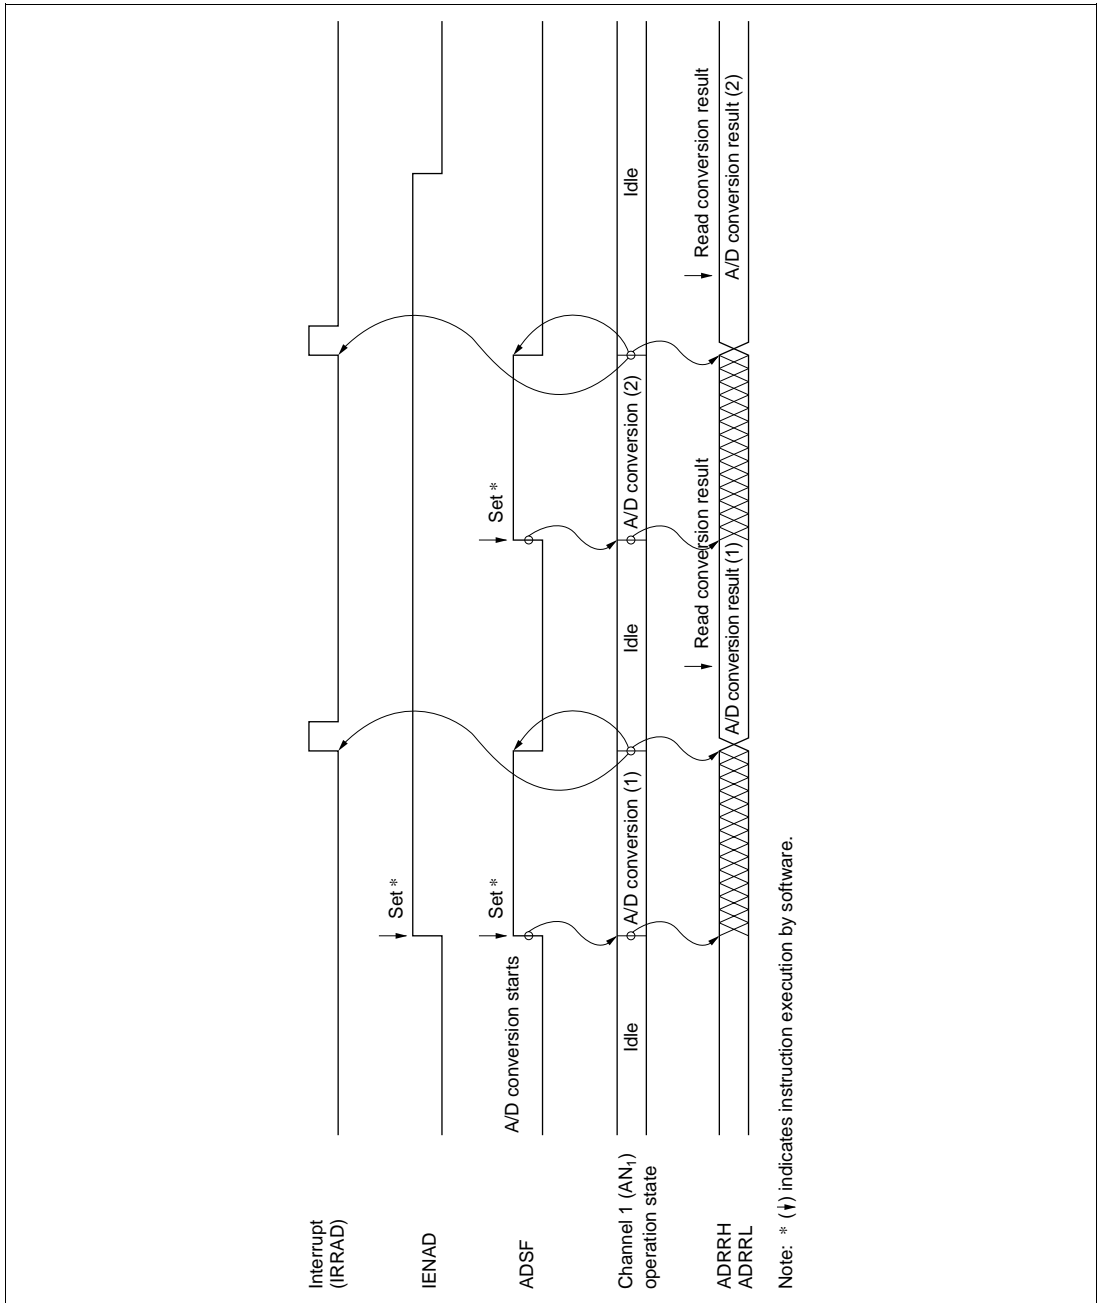 Interrupt
(IRRAD)
IENAD
Set *
ADSF
A/D conversion starts
Set *
Set *
Channel 1 (AN₁)
operation state
Idle
A/D conversion (1)
Idle
A/D conversion (2)
Idle
Read conversion result
Read conversion result
ADRRH
ADRRL
A/D conversion result (1)
A/D conversion result (2)
Note: * (↓) indicates instruction execution by software.